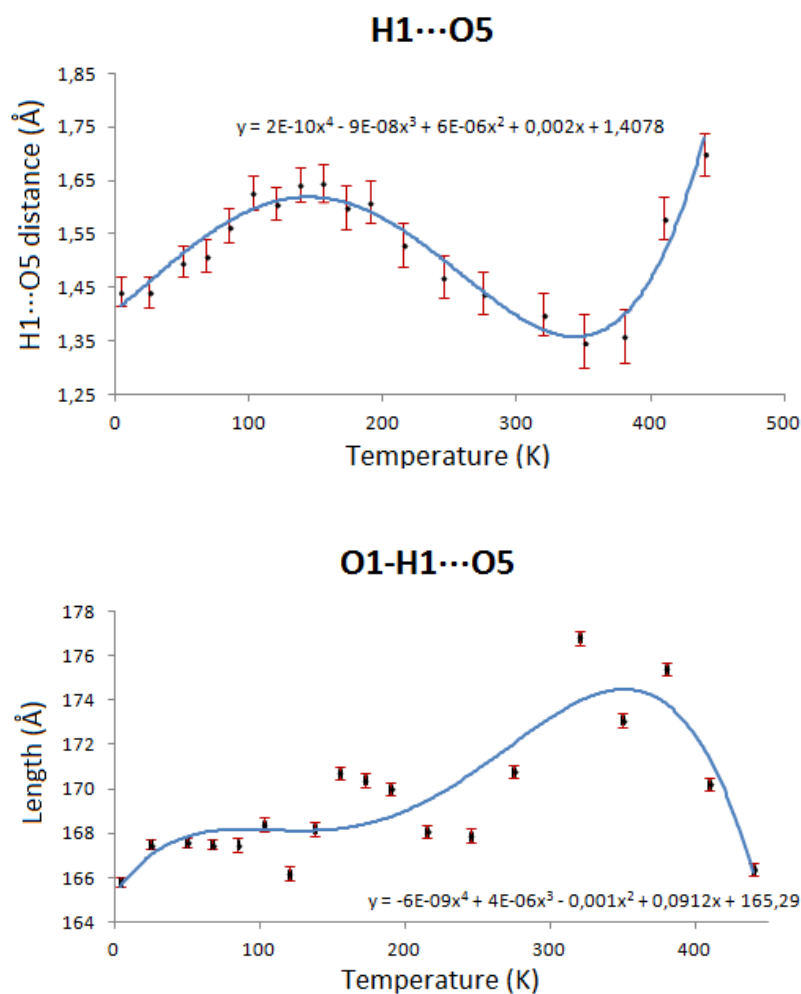 H1···O5
1,85
y = 2E-10x⁴ - 9E-08x³ + 6E-06x² + 0,002x + 1,4078
1,75
1,65
1,55
1,45
1,35
1,25
H1···O5 distance (Å)
0 100 200 300 400 500
Temperature (K)
O1-H1···O5
178
176
174
172
170
168
166
164
Length (Å)
y = -6E-09x⁴ + 4E-06x³ - 0,001x² + 0,0912x + 165,29
0 100 200 300 400
Temperature (K)